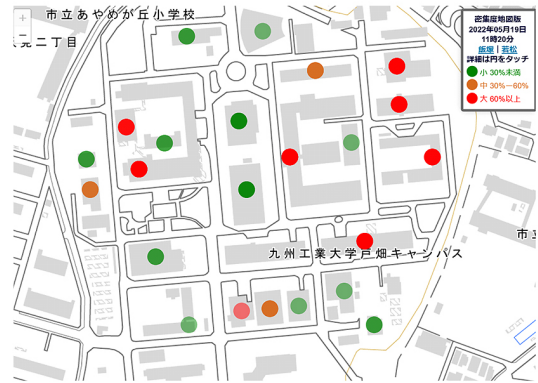 市立あやめが丘小学校
見二丁目
密集度地図版
2022年05月19日
11時20分
飯塚 | 若松
詳細は円をタッチ
小 30%未満
中 30%−60%
大 60%以上
市立
九州工業大学戸畑キャンパス